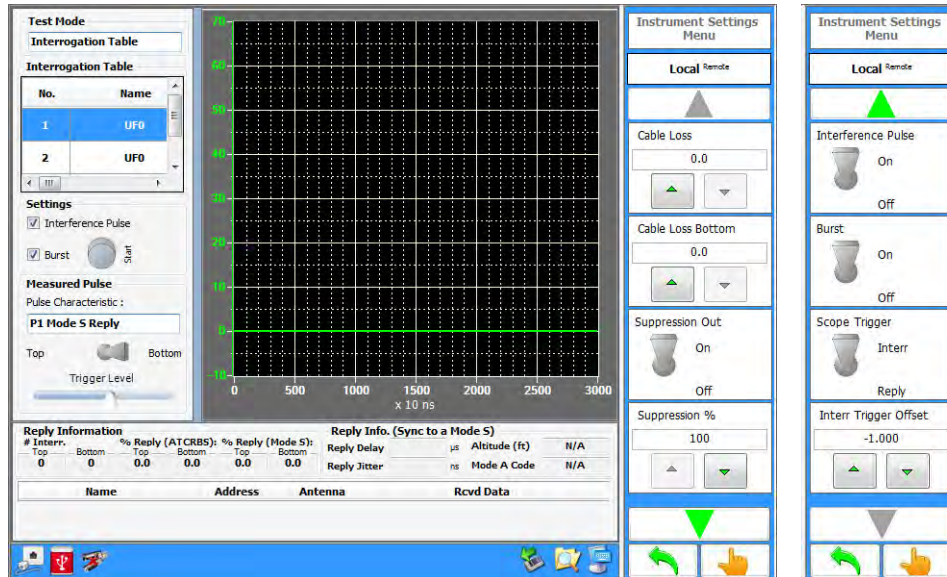 Test Mode
Interrogation Table
Interrogation Table
No. Name
1 UF0
2 UF0
Settings
Interference Pulse
Burst
Start
Measured Pulse
Pulse Characteristic :
P1 Mode S Reply
Top Bottom
Trigger Level
70
60
50
40
30
20
10
0
-10
0 500 1000 1500 2000 2500 3000
x 10 ns
Reply Information
# Interr. % Reply (ATCRBS): % Reply (Mode S):
Top Bottom Top Bottom Top Bottom
0 0 0.0 0.0 0.0 0.0
Reply Info. (Sync to a Mode S)
Reply Delay µs Altitude (ft) N/A
Reply Jitter ns Mode A Code N/A
Name Address Antenna Rcvd Data
Instrument Settings
Menu
Local Remote
Cable Loss
0.0
Cable Loss Bottom
0.0
Suppression Out
On
Off
Suppression %
100
Instrument Settings
Menu
Local Remote
Interference Pulse
On
Off
Burst
On
Off
Scope Trigger
Interr
Reply
Interr Trigger Offset
-1.000